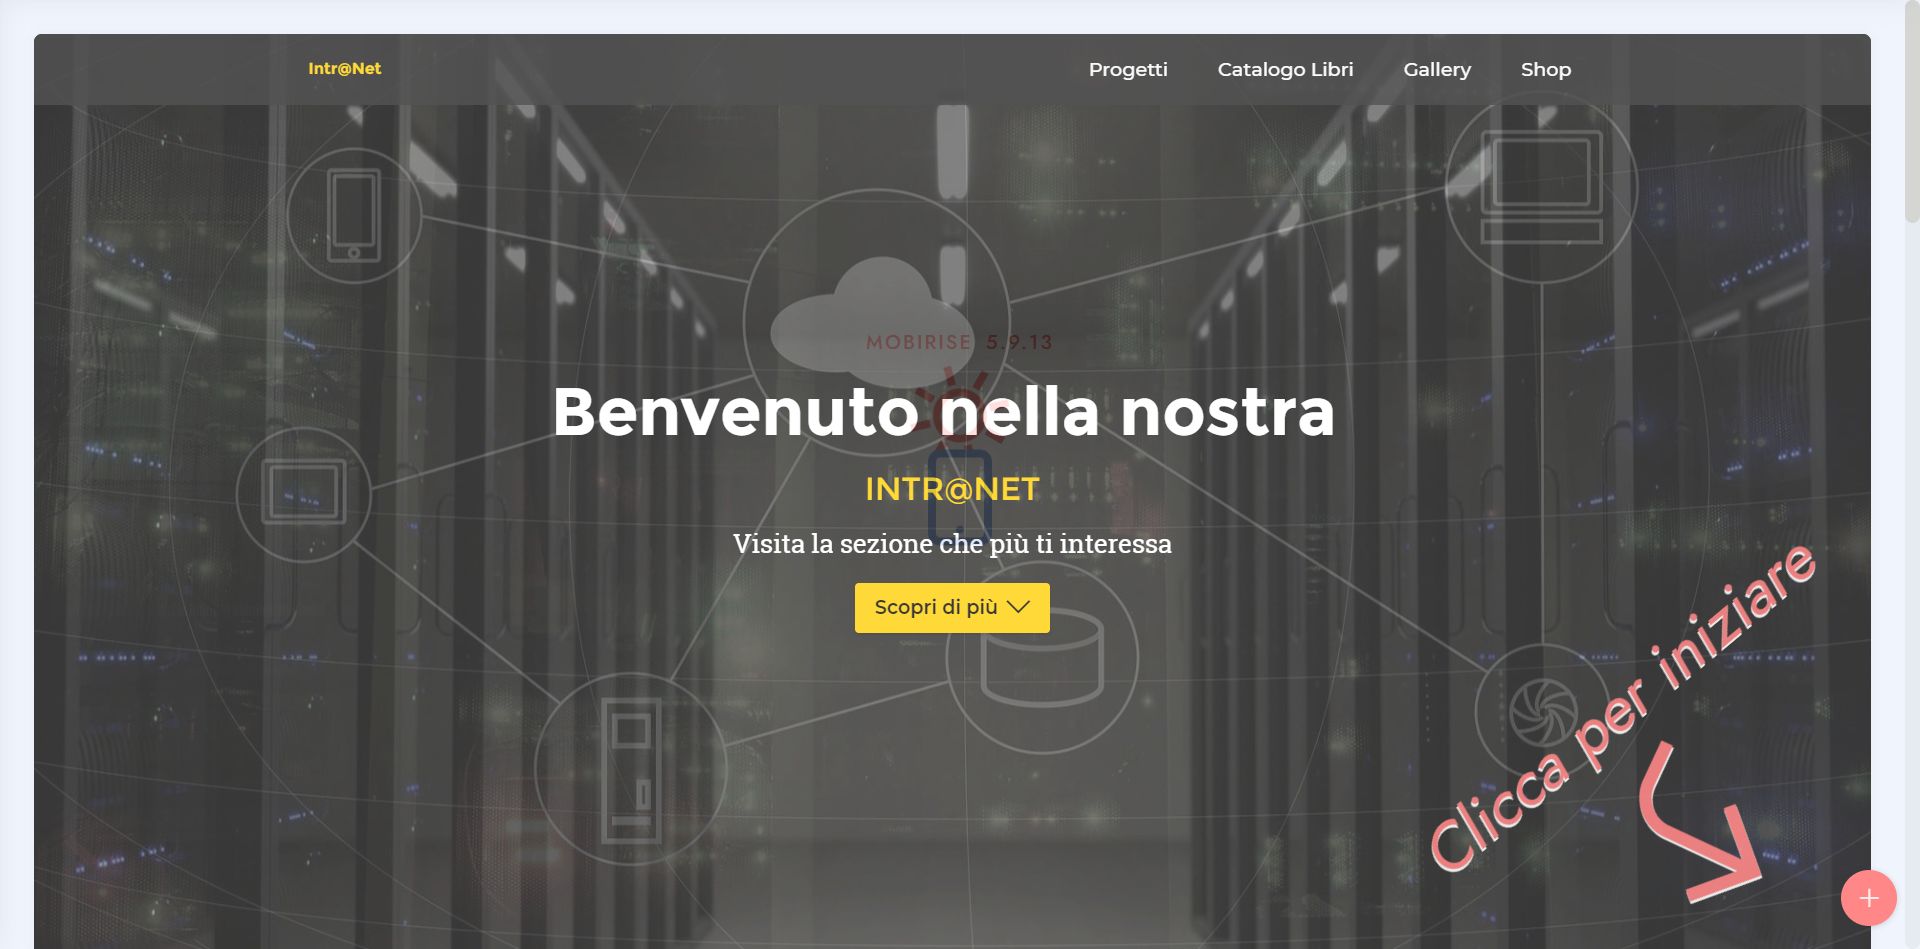 Intr@Net
Progetti
Catalogo Libri
Gallery
Shop
MOBIRISE 5.9.13
Benvenuto nella nostra
INTR@NET
Visita la sezione che più ti interessa
Scopri di più
Clicca per iniziare